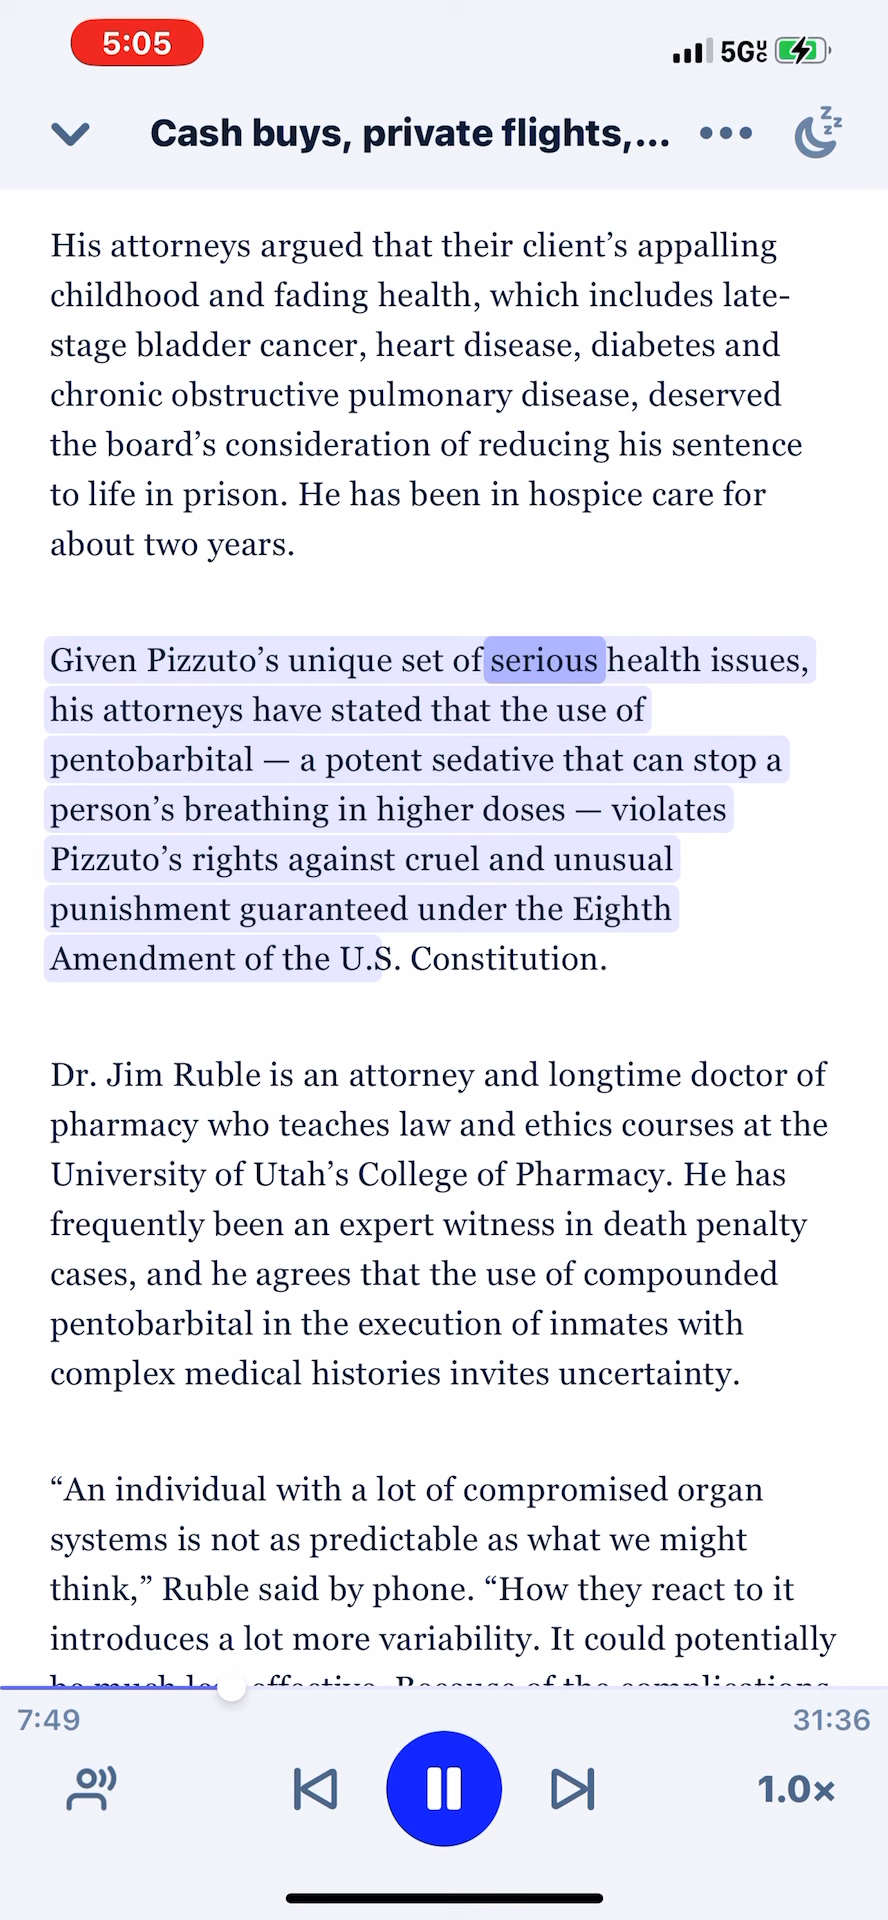 5:05
5GUC
Cash buys, private flights,...
His attorneys argued that their client’s appalling
childhood and fading health, which includes late-
stage bladder cancer, heart disease, diabetes and
chronic obstructive pulmonary disease, deserved
the board’s consideration of reducing his sentence
to life in prison. He has been in hospice care for
about two years.
Given Pizzuto’s unique set of serious health issues,
his attorneys have stated that the use of
pentobarbital — a potent sedative that can stop a
person’s breathing in higher doses — violates
Pizzuto’s rights against cruel and unusual
punishment guaranteed under the Eighth
Amendment of the U.S. Constitution.
Dr. Jim Ruble is an attorney and longtime doctor of
pharmacy who teaches law and ethics courses at the
University of Utah’s College of Pharmacy. He has
frequently been an expert witness in death penalty
cases, and he agrees that the use of compounded
pentobarbital in the execution of inmates with
complex medical histories invites uncertainty.
“An individual with a lot of compromised organ
systems is not as predictable as what we might
think,” Ruble said by phone. “How they react to it
introduces a lot more variability. It could potentially
be much less effective. Because of the complications
7:49
31:36
1.0×